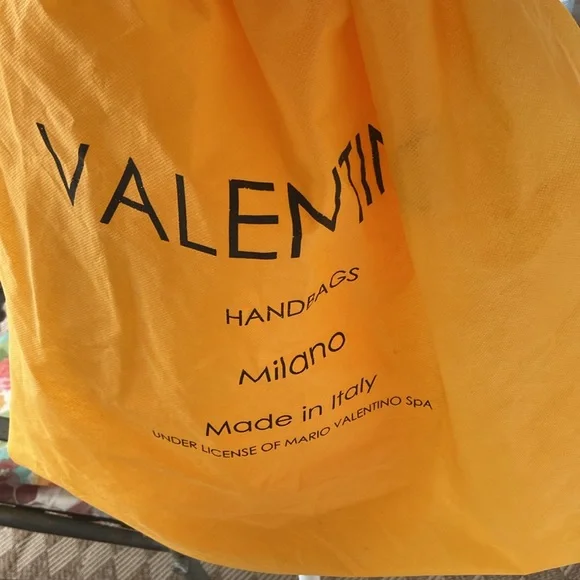 VALENTIN
HANDBAGS
Milano
Made in Italy
UNDER LICENSE OF MARIO VALENTINO SpA